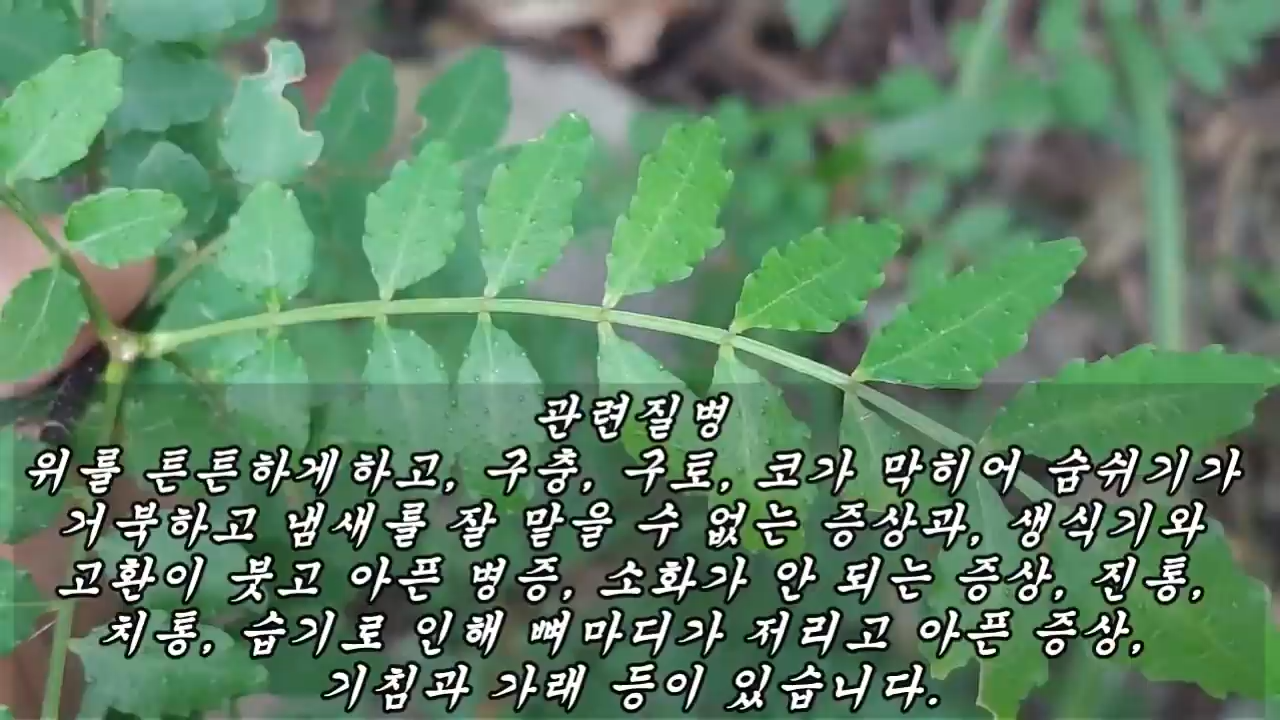 관련질병
위를 튼튼하게하고, 구충, 구토, 코가 막히어 숨쉬기가
거북하고 냄새를 잘 맡을 수 없는 증상과, 생식기와
고환이 붓고 아픈 병증, 소화가 안 되는 증상, 진통,
치통, 습기로 인해 뼈마디가 저리고 아픈 증상,
기침과 가래 등이 있습니다.